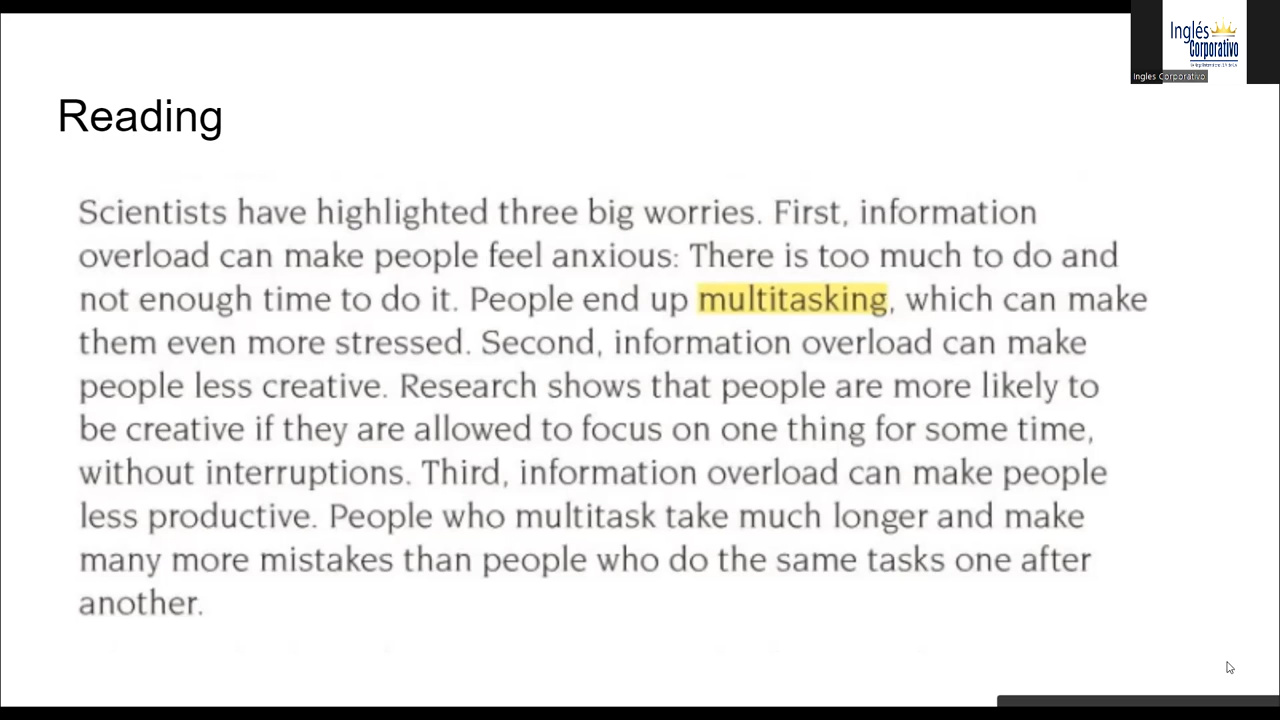 Inglés
Corporativo
Ingles Corporativo
Reading
Scientists have highlighted three big worries. First, information
overload can make people feel anxious: There is too much to do and
not enough time to do it. People end up multitasking, which can make
them even more stressed. Second, information overload can make
people less creative. Research shows that people are more likely to
be creative if they are allowed to focus on one thing for some time,
without interruptions. Third, information overload can make people
less productive. People who multitask take much longer and make
many more mistakes than people who do the same tasks one after
another.